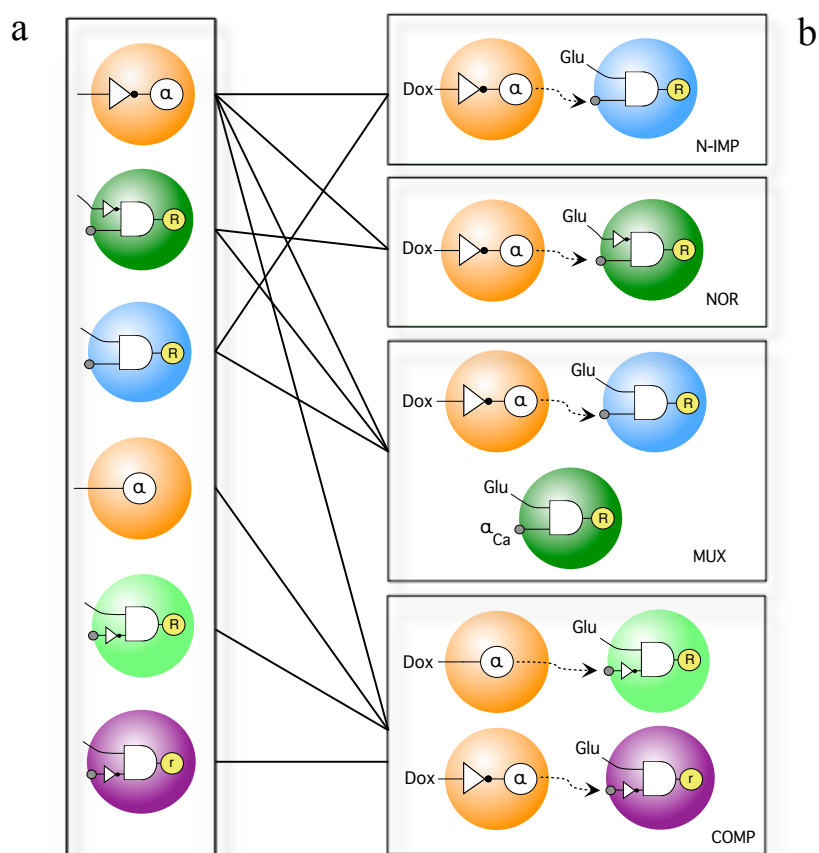 a
α
R
R
α
R
r
b
Dox α Glu R
N-IMP
Dox α Glu R
NOR
Dox α Glu R
Glu R
αCa
MUX
Dox α Glu R
Dox α Glu r
COMP